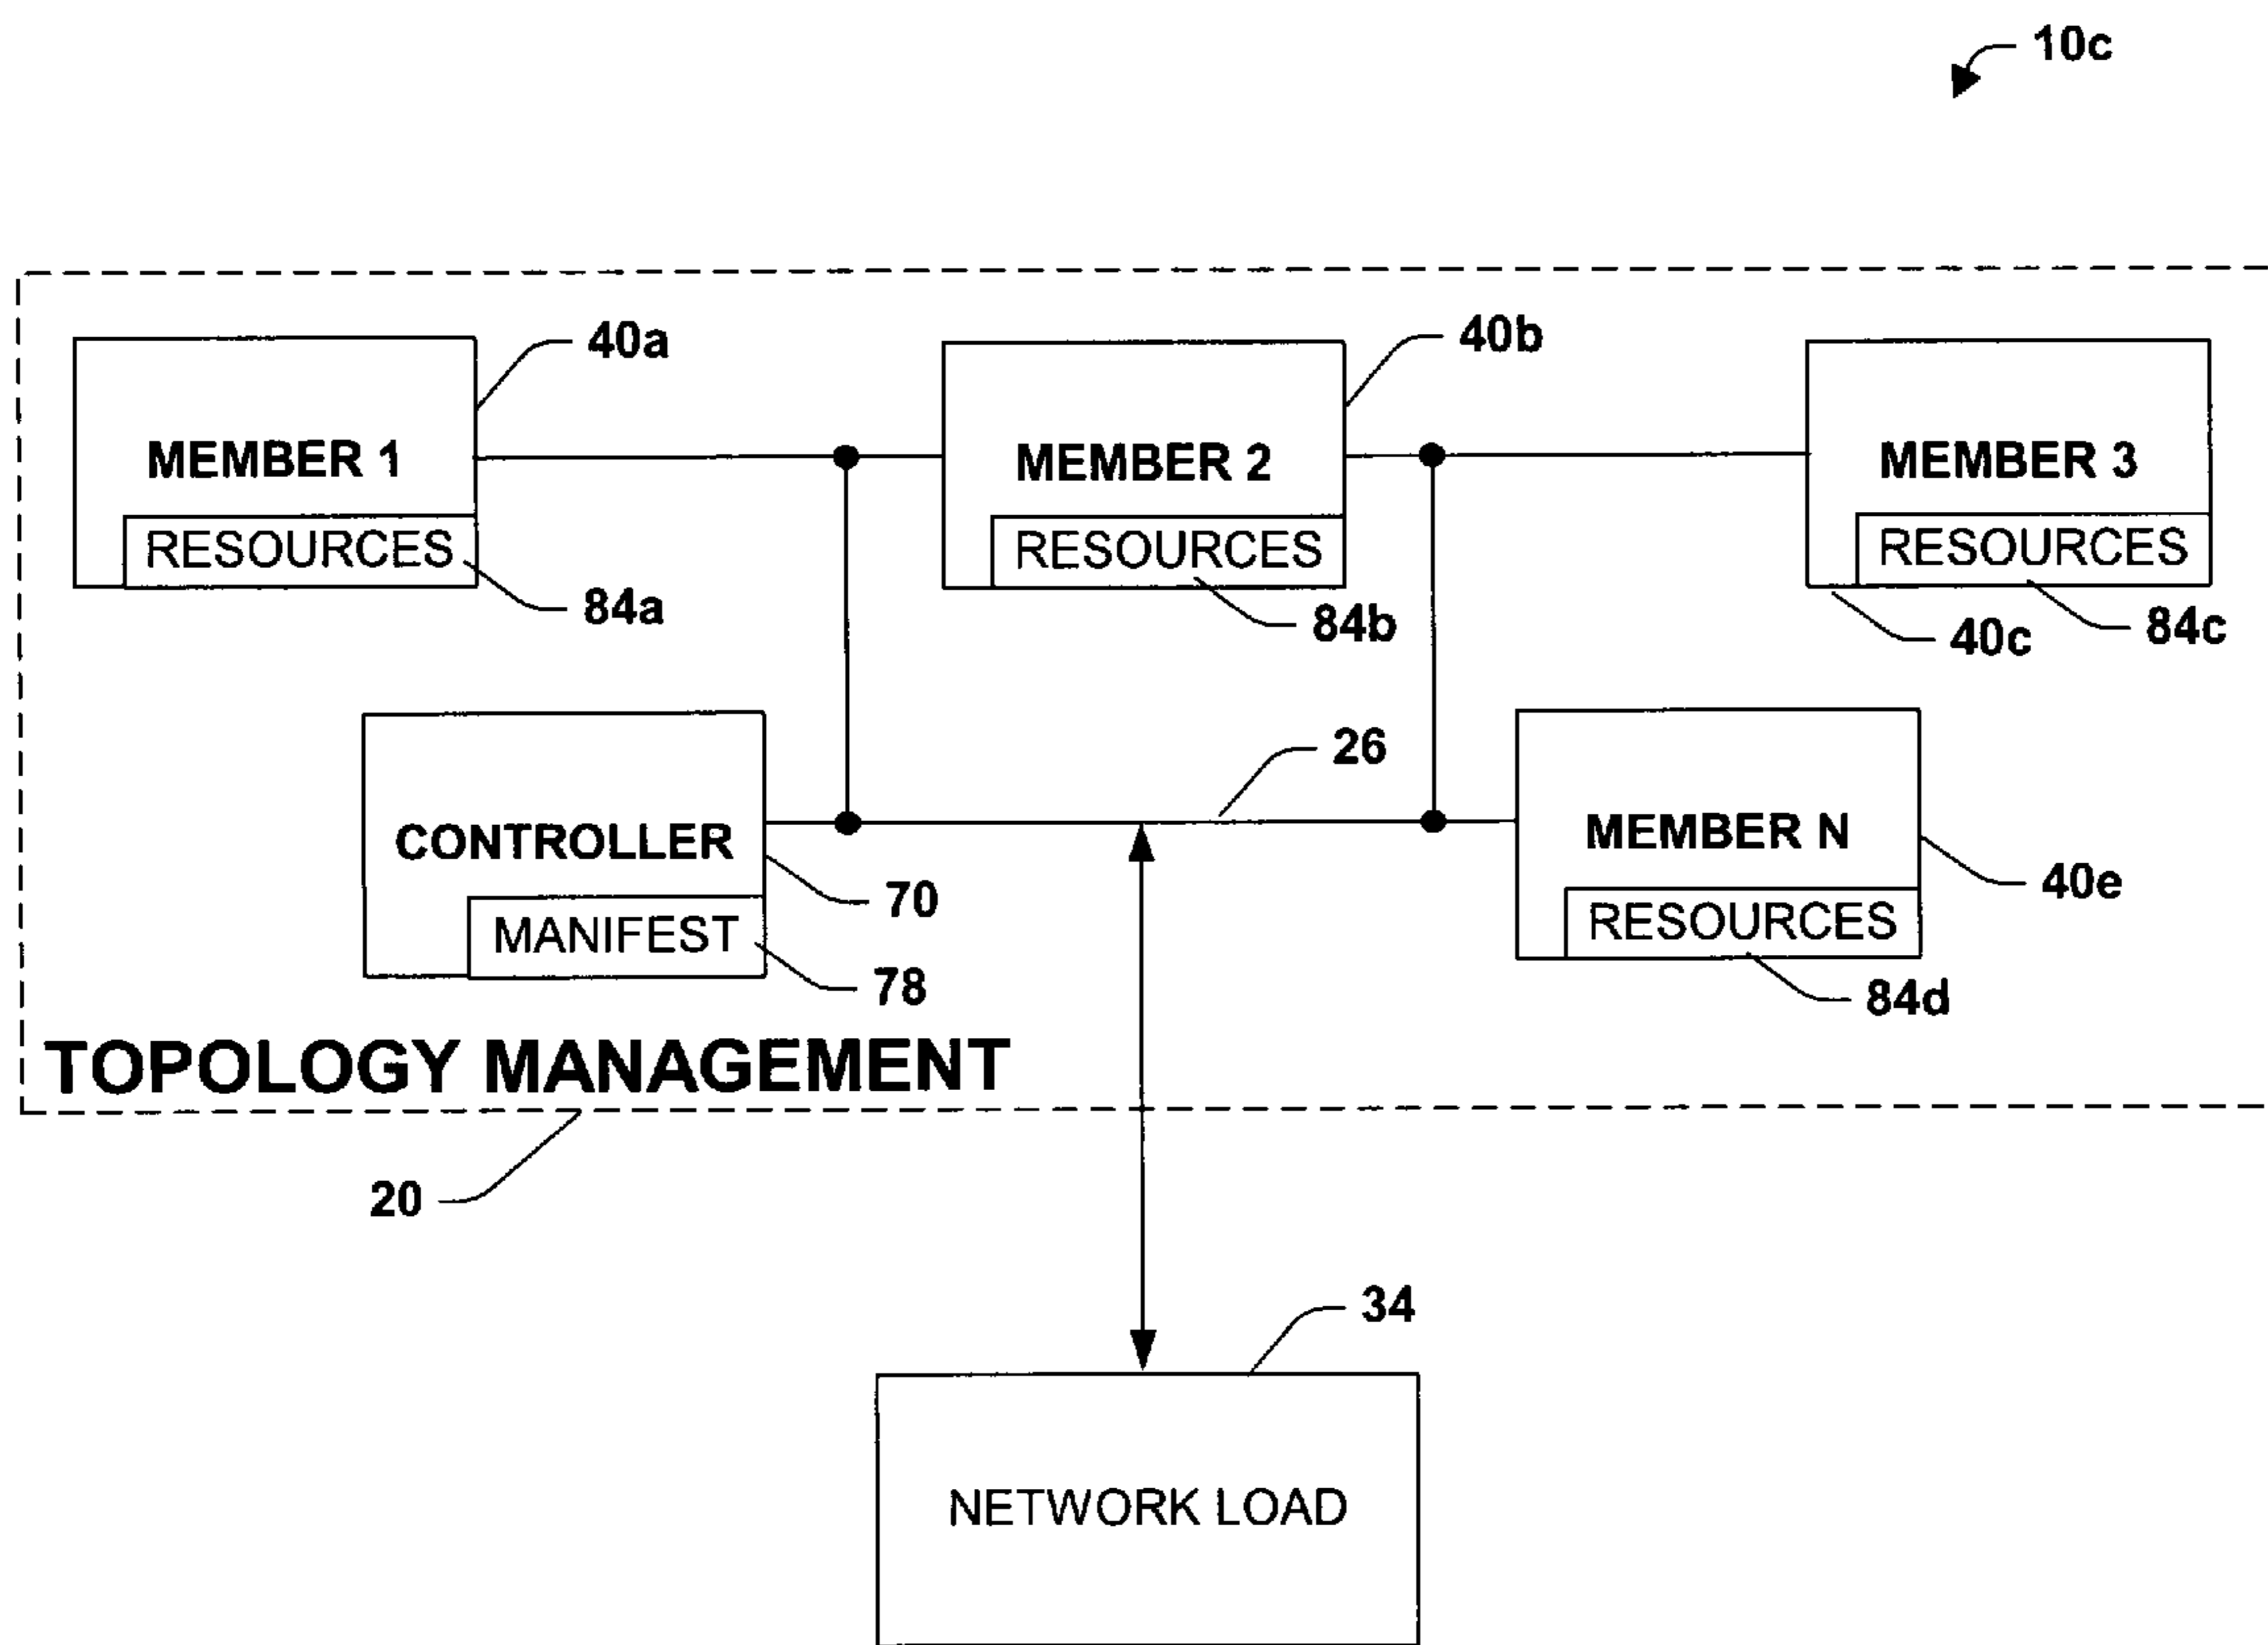 10c
40a
40b
MEMBER 1
MEMBER 2
MEMBER 3
RESOURCES
RESOURCES
RESOURCES
84a
84b
40c
84c
26
CONTROLLER
MEMBER N
70
40e
MANIFEST
RESOURCES
78
84d
TOPOLOGY MANAGEMENT
20
34
NETWORK LOAD